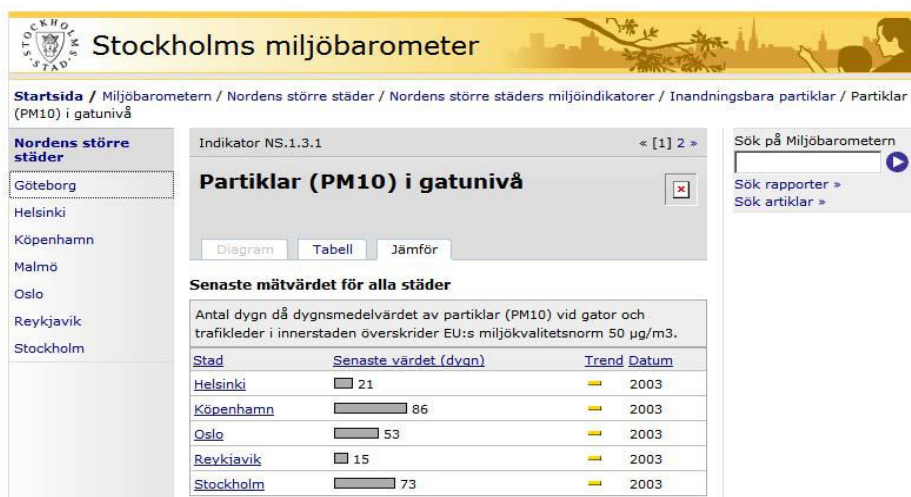 STOCKHOLMS
STAD
Stockholms miljöbarometer
Startsida / Miljöbarometern / Nordens större städer / Nordens större städers miljöindikatorer / Inandningsbara partiklar / Partiklar
(PM10) i gatunivå
Nordens större
städer
Göteborg
Helsinki
Köpenhamn
Malmö
Oslo
Reykjavik
Stockholm
Indikator NS.1.3.1 « [1] 2 »
Partiklar (PM10) i gatunivå
Diagram Tabell Jämför
Senaste mätvärdet för alla städer
Antal dygn då dygnsmedelvärdet av partiklar (PM10) vid gator och
trafikleder i innerstaden överskrider EU:s miljökvalitetsnorm 50 µg/m3.
Stad Senaste värdet (dygn) Trend Datum
Helsinki 21 2003
Köpenhamn 86 2003
Oslo 53 2003
Reykjavik 15 2003
Stockholm 73 2003
Sök på Miljöbarometern
Sök rapporter »
Sök artiklar »